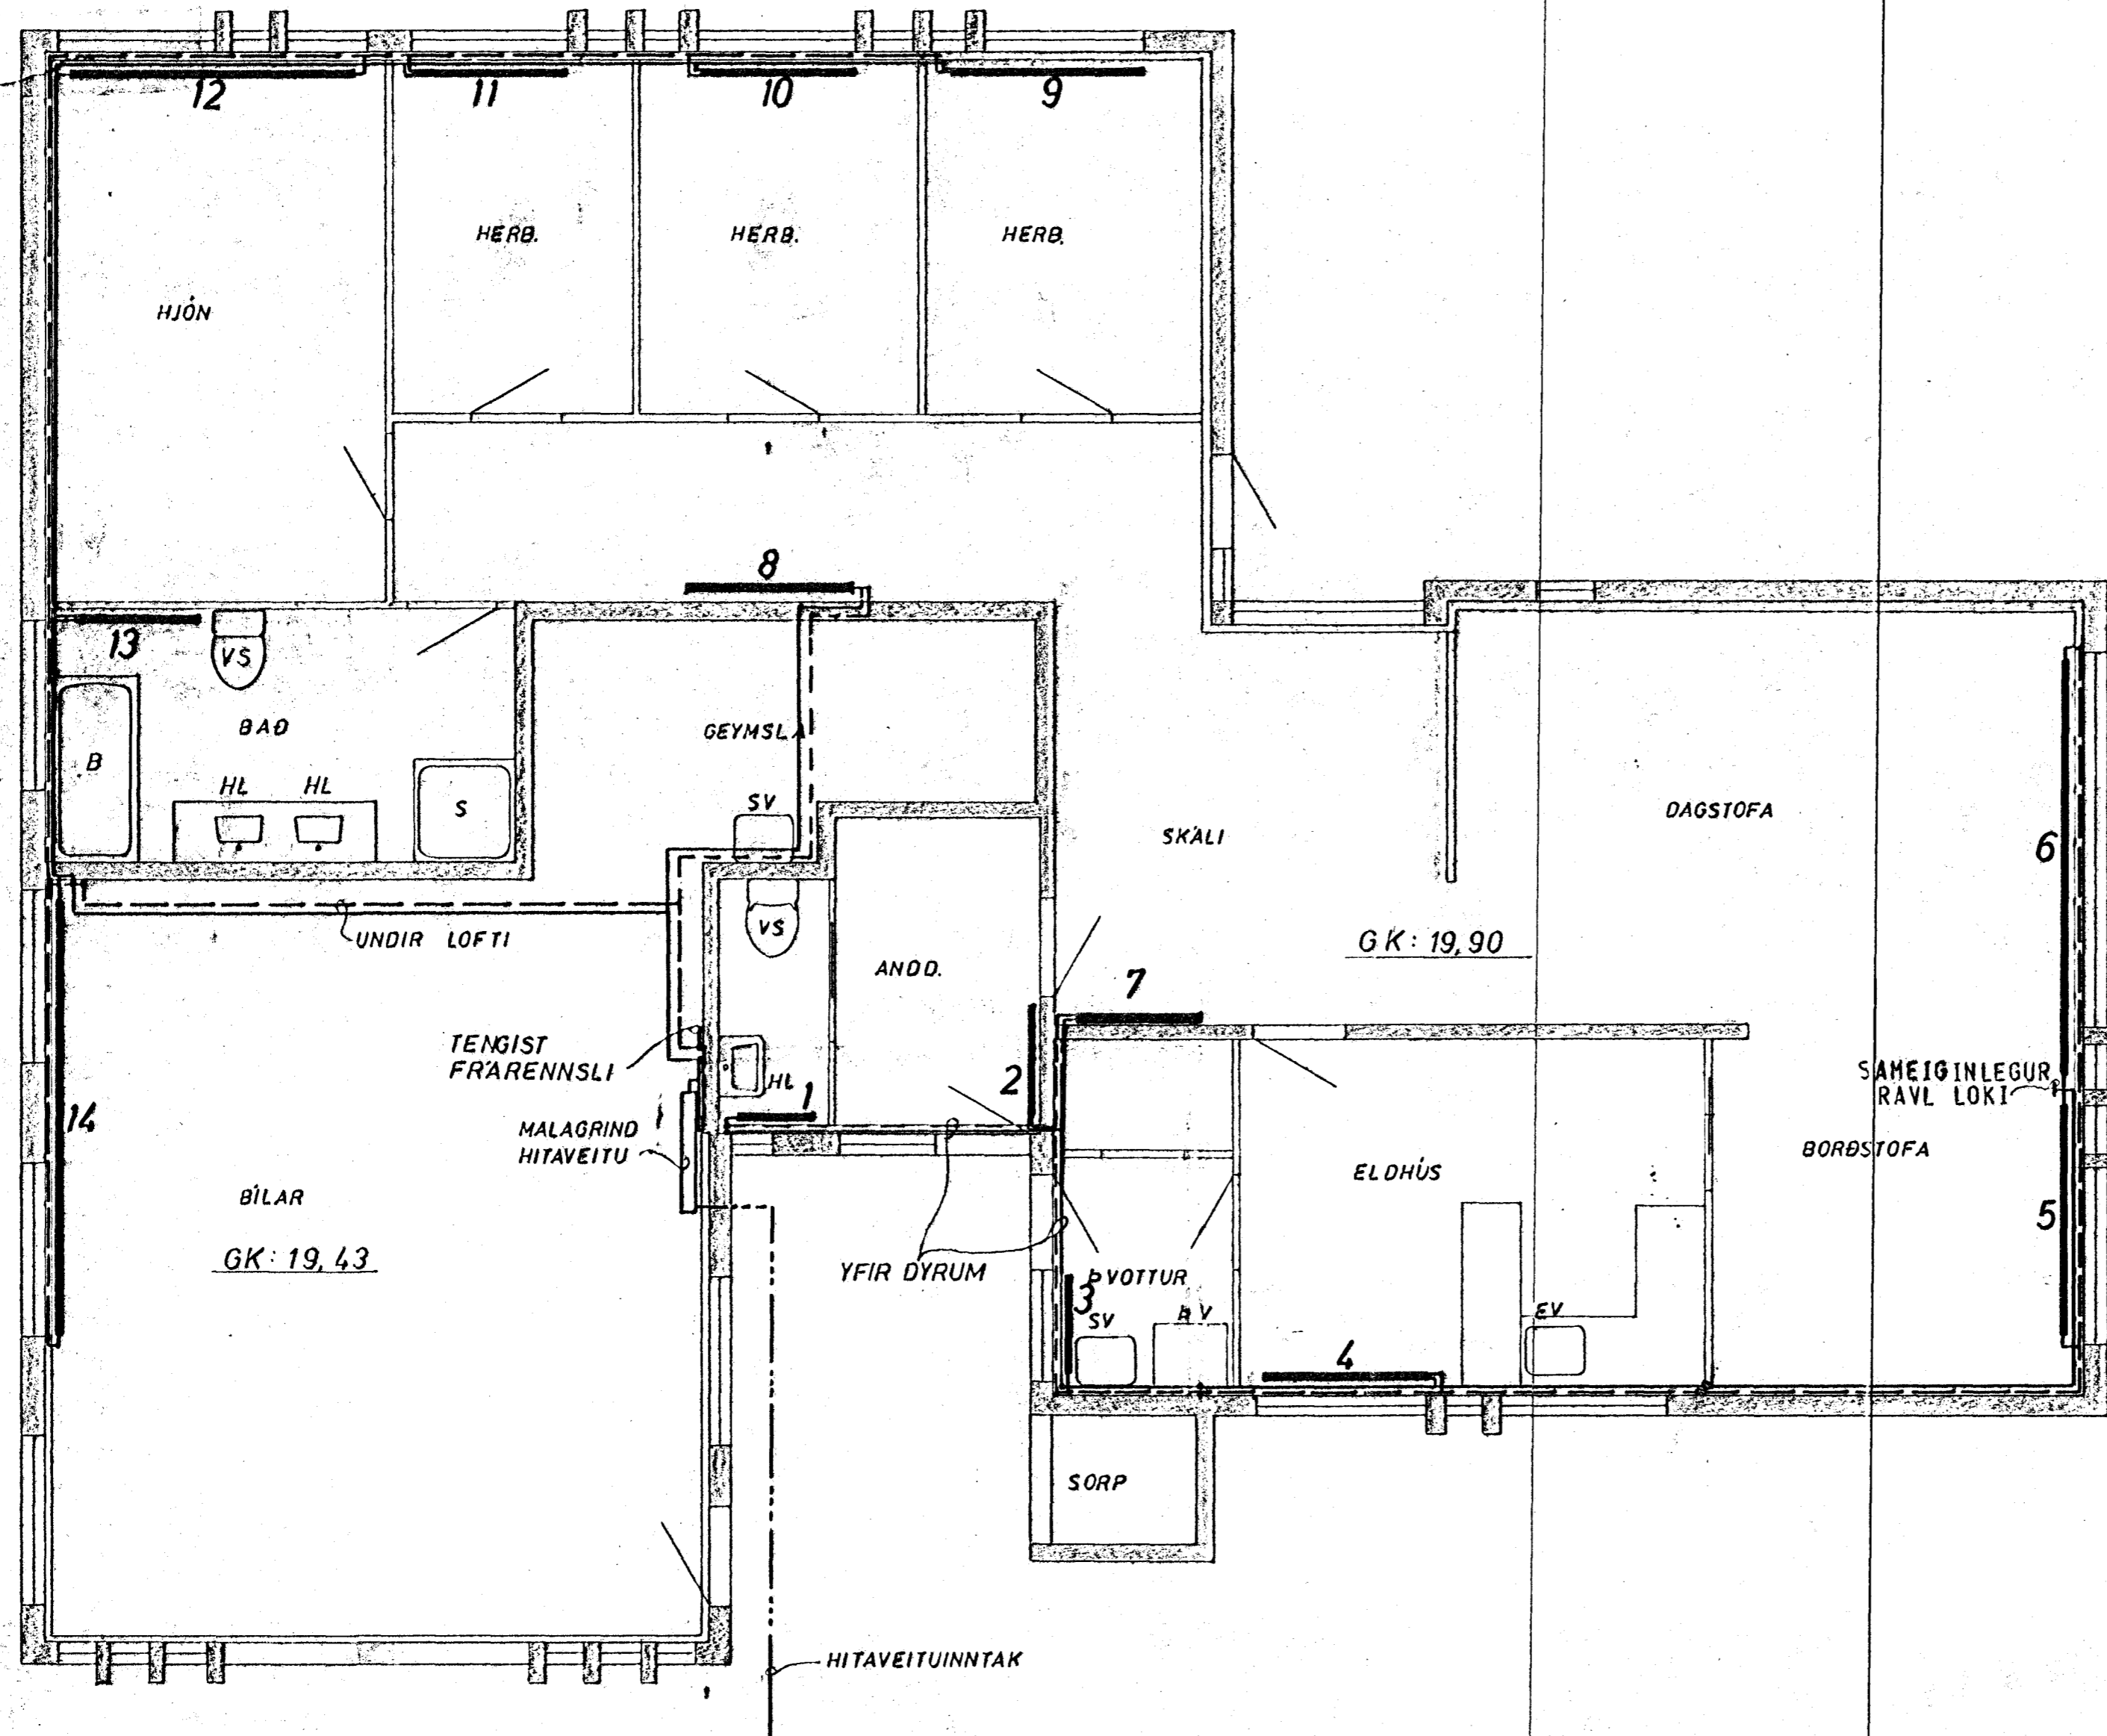 12
11
10
9
HERB.
HERB.
HERB.
HJÓN
8
13
VS
BAÐ
GEYMSLA
B
HL
HL
S
SV
SKÁLI
DAGSTOFA
6
VS
UNDIR LOFTI
GK: 19,90
ANDD.
7
TENGIST
FRÁRENNSLI
HL
1
2
SAMEIGINLEGUR
RAVL LOKI
14
MALAGRIND
HITAVEITU
BORÐSTOFA
ELDHÚS
BÍLAR
5
GK: 19,43
YFIR DYRUM
ÞVOTTUR
3
SV
ÞV
EV
4
SORP
HITAVEITUINNTAK